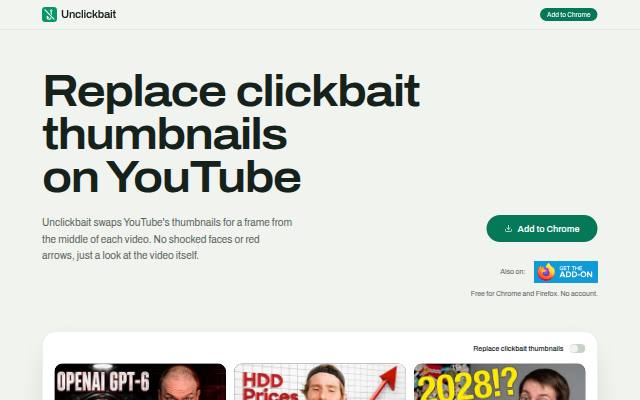 Unclickbait
Add to Chrome
Replace clickbait
thumbnails
on YouTube
Unclickbait swaps YouTube's thumbnails for a frame from
the middle of each video. No shocked faces or red
arrows, just a look at the video itself.
Add to Chrome
Also on:
GET THE
ADD-ON
Free for Chrome and Firefox. No account.
Replace clickbait thumbnails
OPENAI GPT-6
HDD
Prices
2028!?